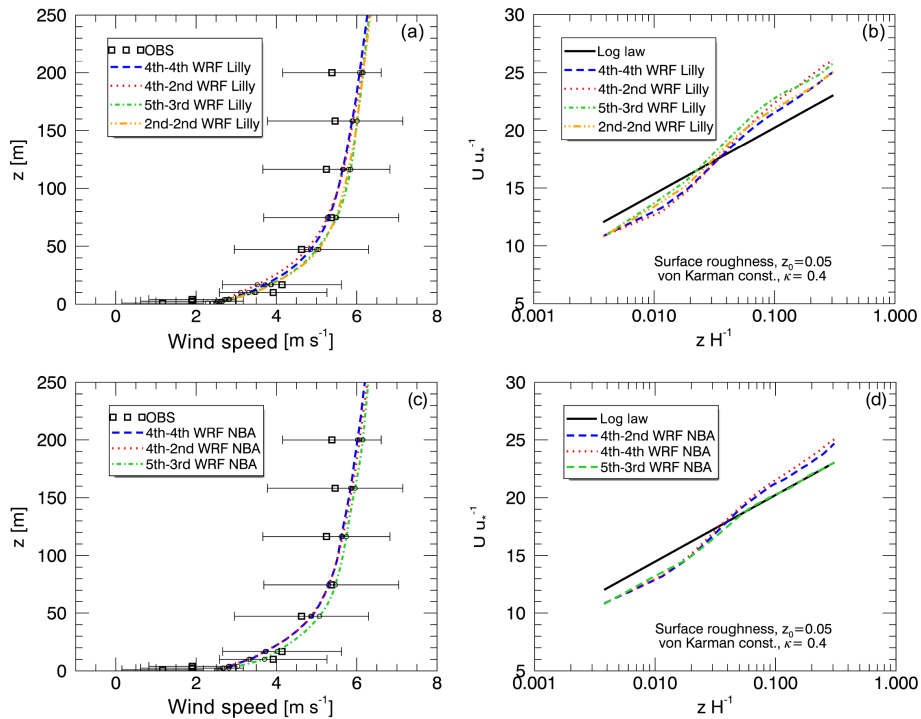 (a)
250
200
150
100
50
0
z [m]
OBS
4th-4th WRF Lilly
4th-2nd WRF Lilly
5th-3rd WRF Lilly
2nd-2nd WRF Lilly
0 2 4 6 8
Wind speed [m s⁻¹]
(b)
30
25
20
15
10
5
U u*⁻¹
Log law
4th-4th WRF Lilly
4th-2nd WRF Lilly
5th-3rd WRF Lilly
2nd-2nd WRF Lilly
Surface roughness, z₀=0.05
von Karman const., κ= 0.4
0.010 0.100 1.000
z H⁻¹
(c)
250
200
150
100
50
0
z [m]
OBS
4th-4th WRF NBA
4th-2nd WRF NBA
5th-3rd WRF NBA
0 2 4 6 8
Wind speed [m s⁻¹]
(d)
30
25
20
15
10
5
U u*⁻¹
Log law
4th-2nd WRF NBA
4th-4th WRF NBA
5th-3rd WRF NBA
Surface roughness, z₀=0.05
von Karman const., κ= 0.4
0.010 0.100 1.000
z H⁻¹